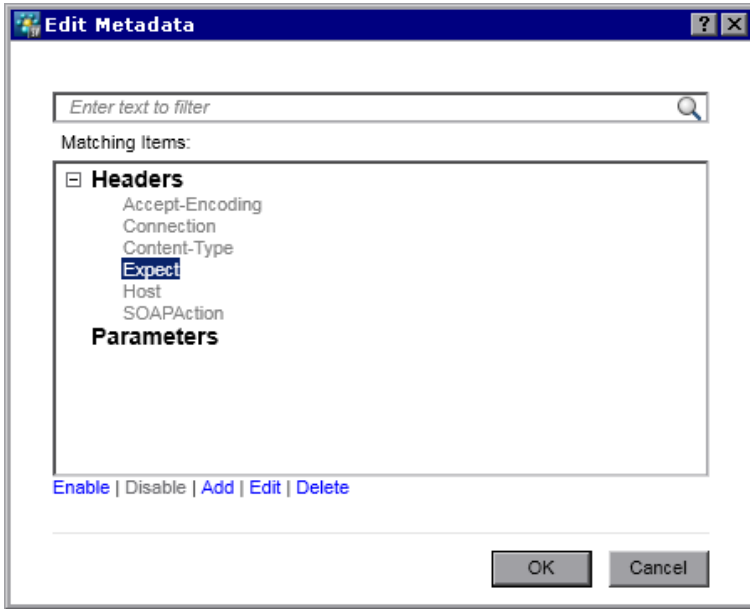 Edit Metadata
Enter text to filter
Matching Items:
Headers
Accept-Encoding
Connection
Content-Type
Expect
Host
SOAPAction
Parameters
Enable | Disable | Add | Edit | Delete
OK Cancel